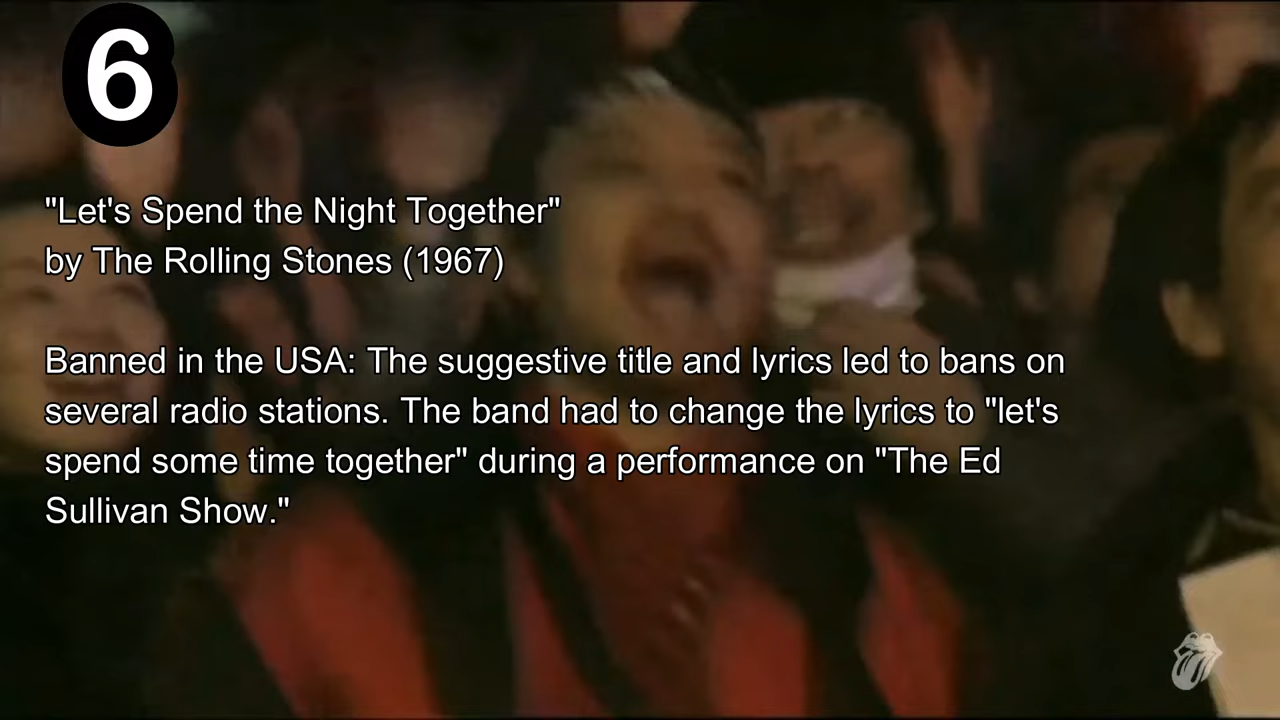 6
"Let's Spend the Night Together"
by The Rolling Stones (1967)
Banned in the USA: The suggestive title and lyrics led to bans on
several radio stations. The band had to change the lyrics to "let's
spend some time together" during a performance on "The Ed
Sullivan Show."